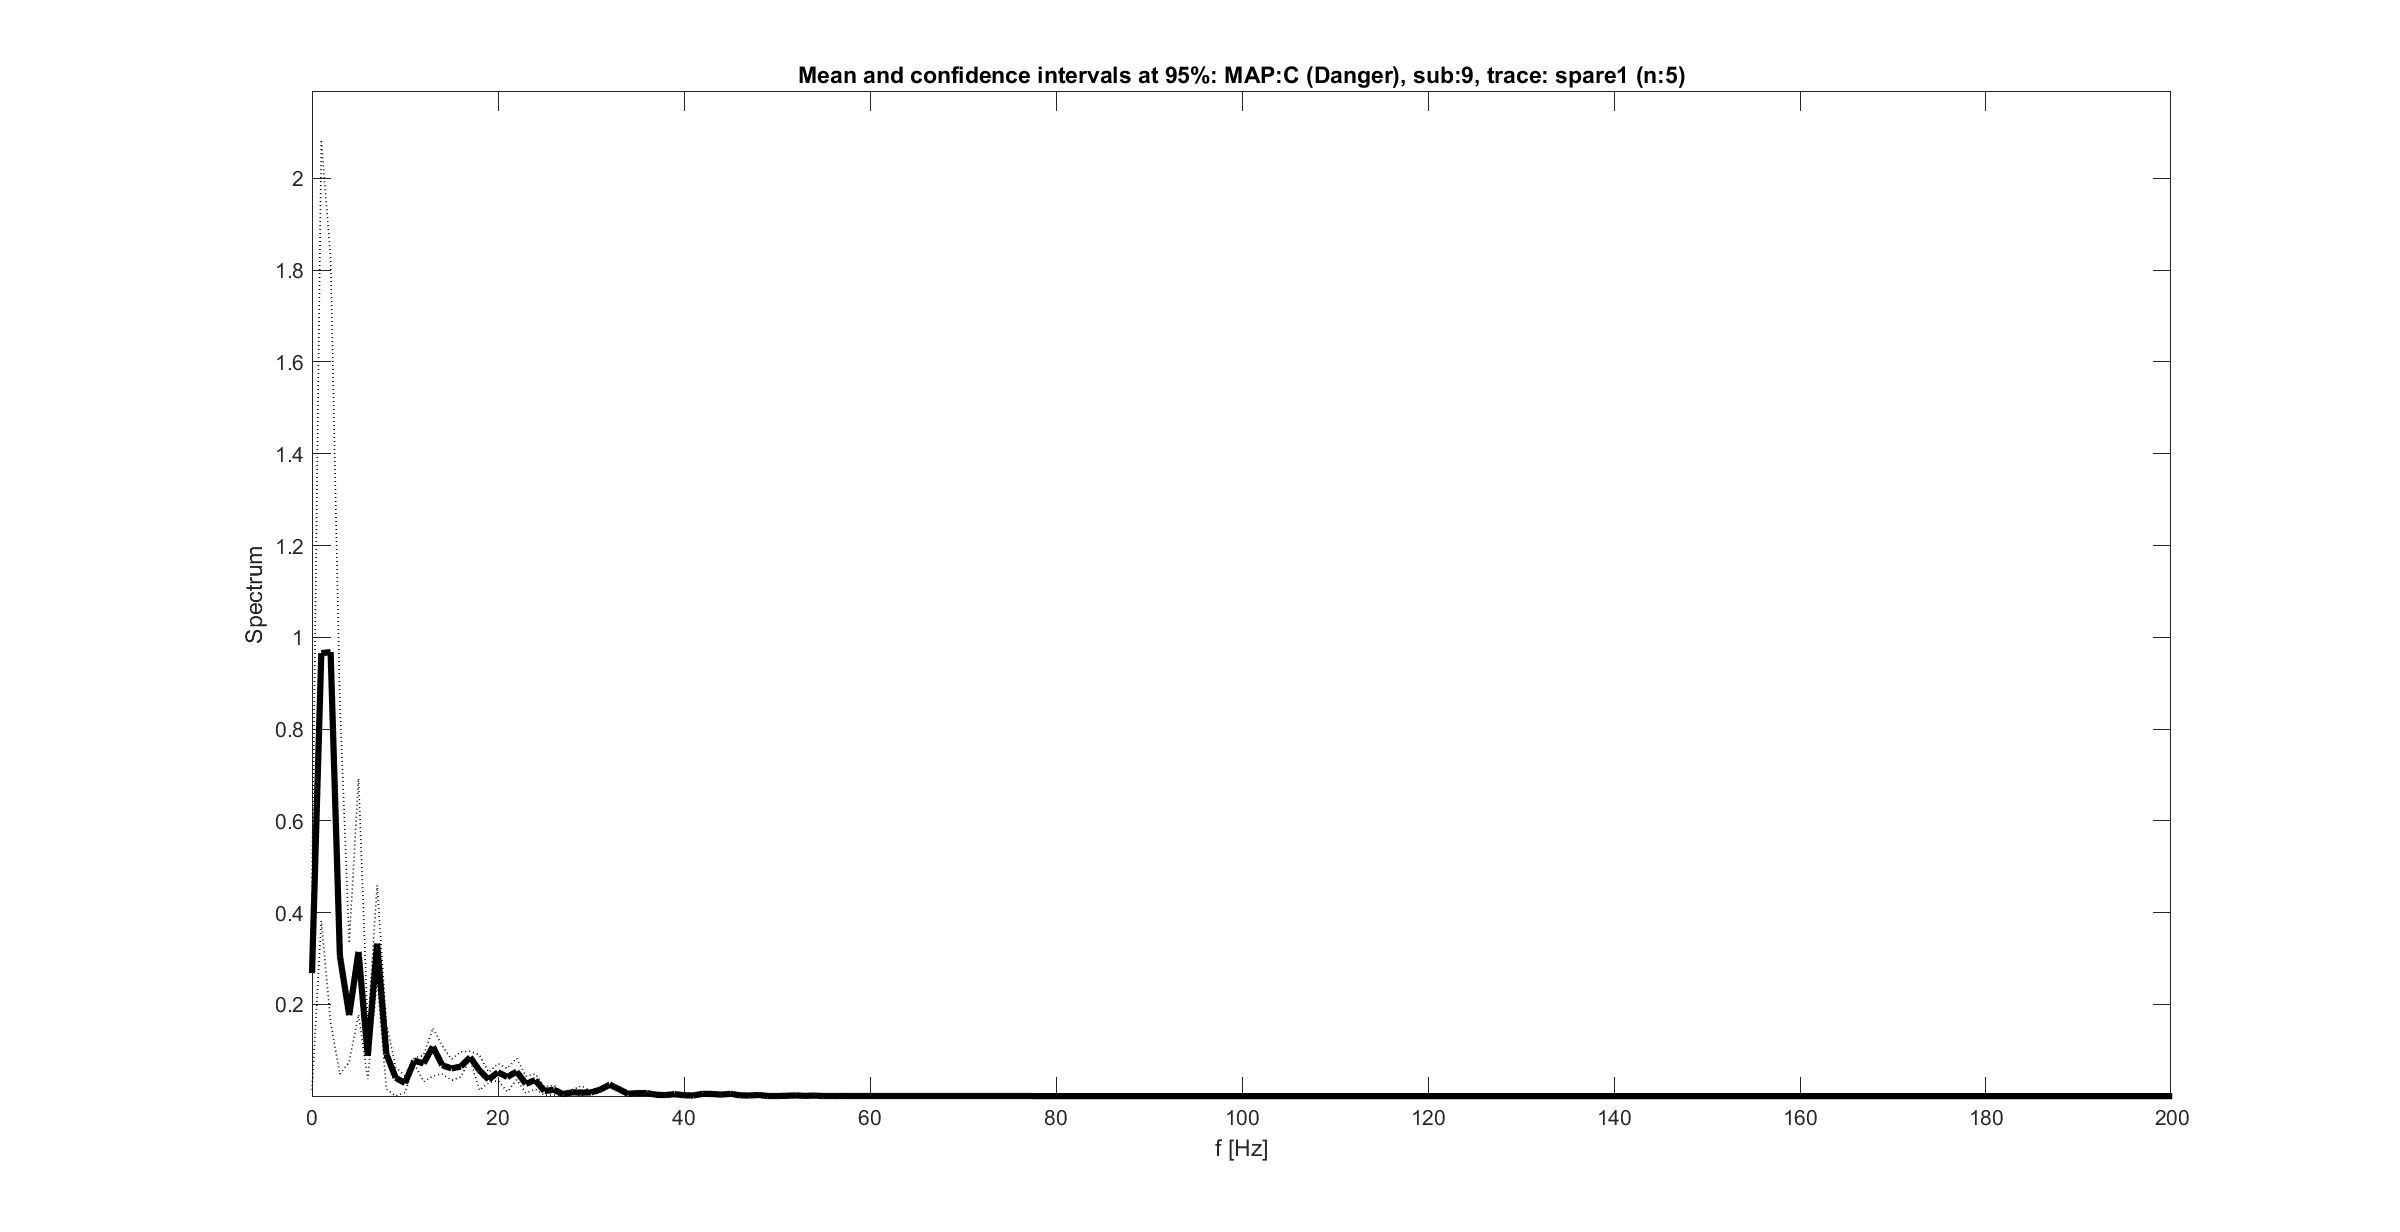 Mean and confidence intervals at 95%: MAP:C (Danger), sub:9, trace: spare1 (n:5)
2
1.8
1.6
1.4
1.2
1
0.8
0.6
0.4
0.2
Spectrum
0 20 40 60 80 100 120 140 160 180 200
f [Hz]